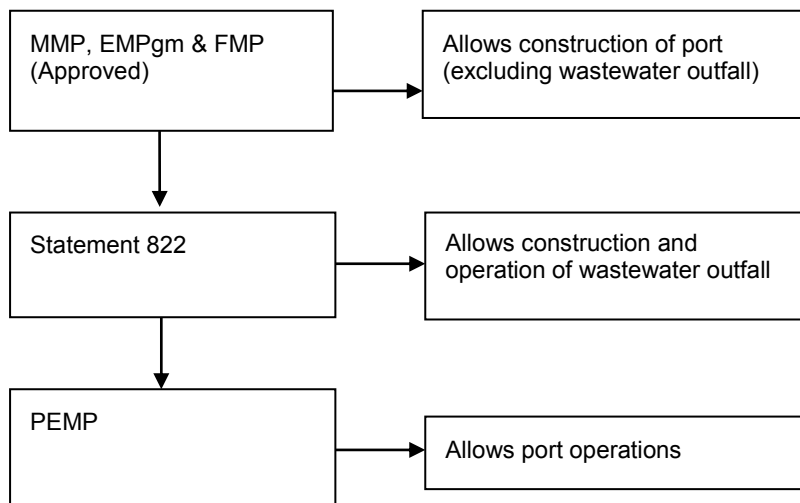 MMP, EMPgm & FMP
(Approved)
Allows construction of port
(excluding wastewater outfall)
Statement 822
Allows construction and
operation of wastewater outfall
PEMP
Allows port operations